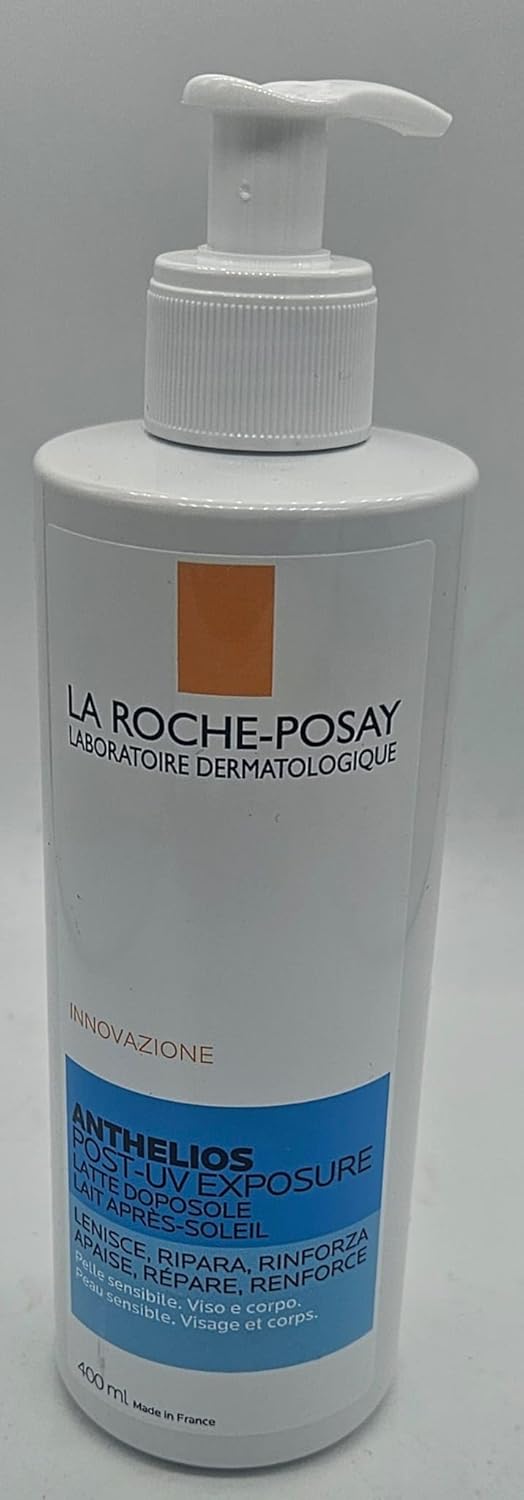 LA ROCHE-POSAY
LABORATOIRE DERMATOLOGIQUE
INNOVAZIONE
ANTHELIOS
POST-UV EXPOSURE
LATTE DOPOSOLE
LAIT APRÈS-SOLEIL
LENISCE, RIPARA, RINFORZA
APAISE, RÉPARE, RENFORCE
Pelle sensibile. Viso e corpo.
Peau sensible. Visage et corps.
400 ml Made in France